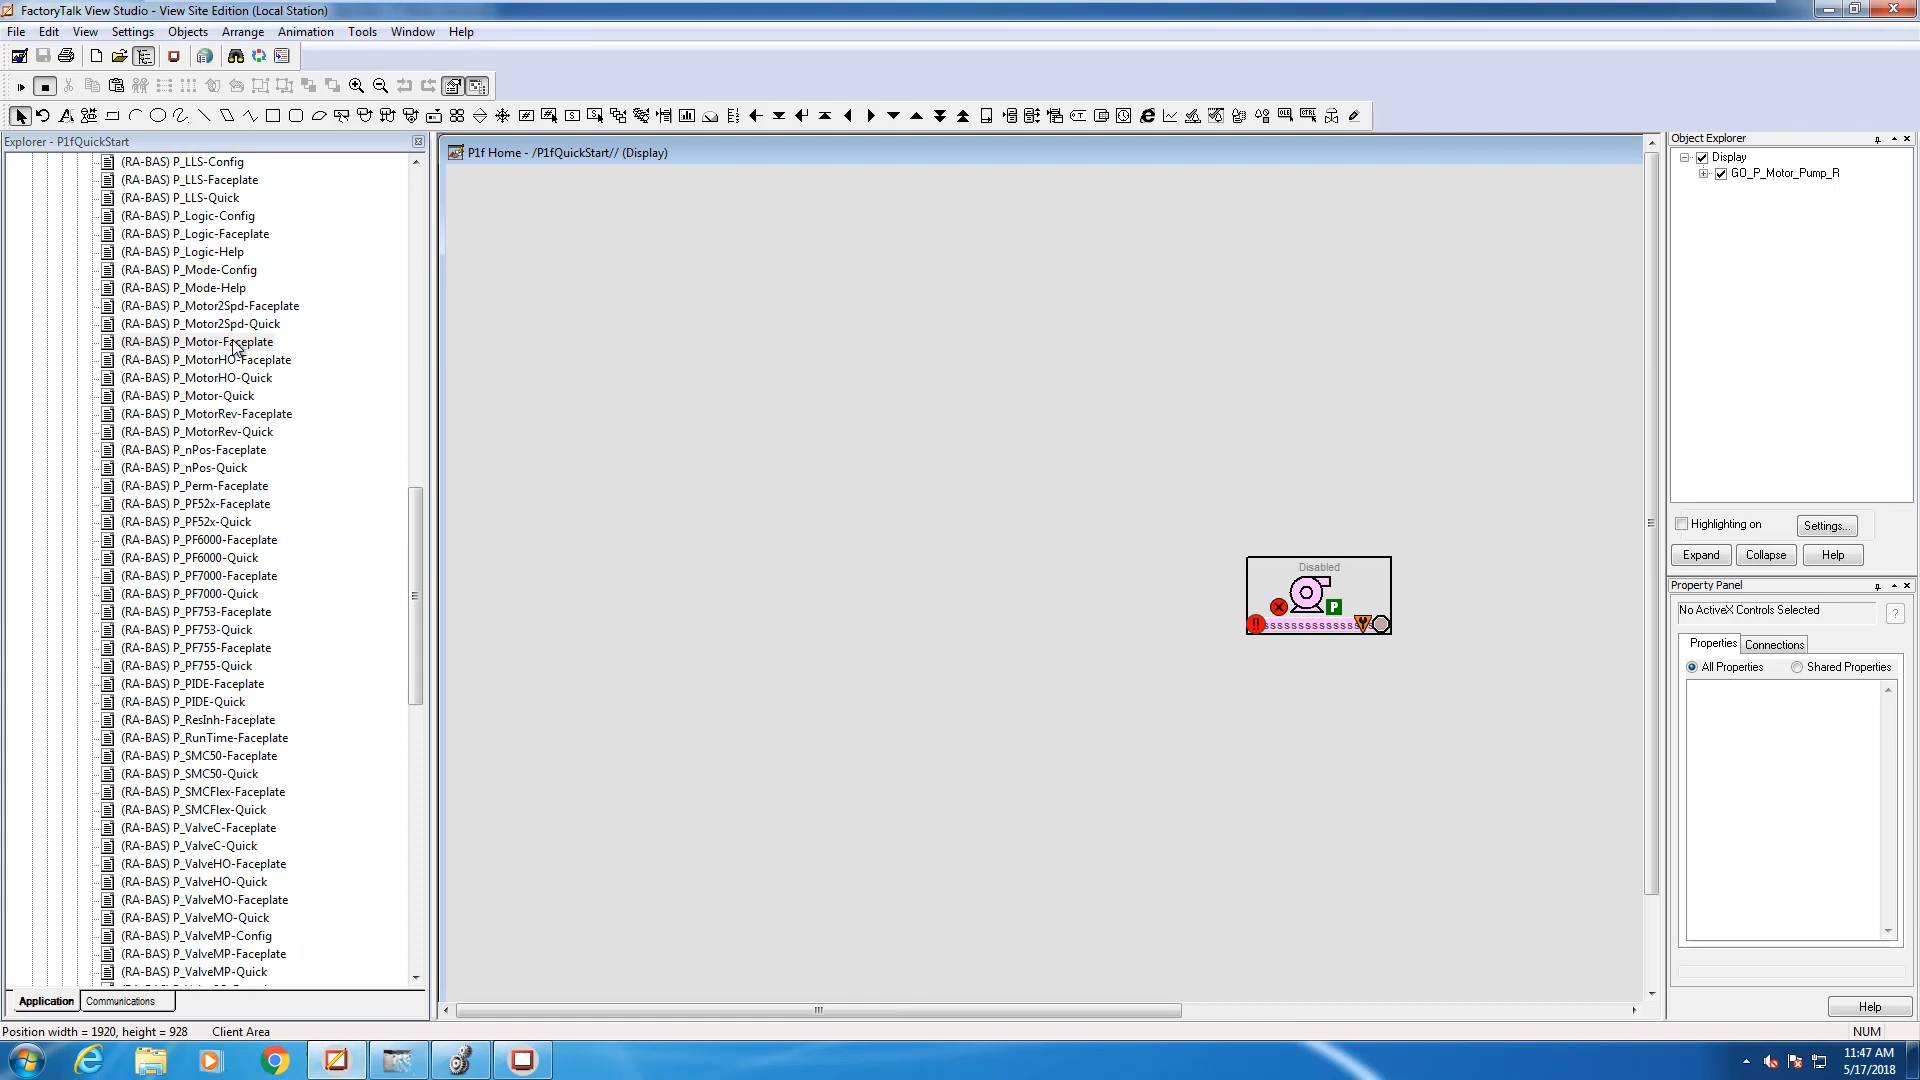 FactoryTalk View Studio - View Site Edition (Local Station)
File Edit View Settings Objects Arrange Animation Tools Window Help
Explorer - P1fQuickStart
(RA-BAS) P_LLS-Config
(RA-BAS) P_LLS-Faceplate
(RA-BAS) P_LLS-Quick
(RA-BAS) P_Logic-Config
(RA-BAS) P_Logic-Faceplate
(RA-BAS) P_Logic-Help
(RA-BAS) P_Mode-Config
(RA-BAS) P_Mode-Help
(RA-BAS) P_Motor2Spd-Faceplate
(RA-BAS) P_Motor2Spd-Quick
(RA-BAS) P_Motor-Faceplate
(RA-BAS) P_MotorHO-Faceplate
(RA-BAS) P_MotorHO-Quick
(RA-BAS) P_Motor-Quick
(RA-BAS) P_MotorRev-Faceplate
(RA-BAS) P_MotorRev-Quick
(RA-BAS) P_nPos-Faceplate
(RA-BAS) P_nPos-Quick
(RA-BAS) P_Perm-Faceplate
(RA-BAS) P_PF52x-Faceplate
(RA-BAS) P_PF52x-Quick
(RA-BAS) P_PF6000-Faceplate
(RA-BAS) P_PF6000-Quick
(RA-BAS) P_PF7000-Faceplate
(RA-BAS) P_PF7000-Quick
(RA-BAS) P_PF753-Faceplate
(RA-BAS) P_PF753-Quick
(RA-BAS) P_PF755-Faceplate
(RA-BAS) P_PF755-Quick
(RA-BAS) P_PIDE-Faceplate
(RA-BAS) P_PIDE-Quick
(RA-BAS) P_ResInh-Faceplate
(RA-BAS) P_RunTime-Faceplate
(RA-BAS) P_SMC50-Faceplate
(RA-BAS) P_SMC50-Quick
(RA-BAS) P_SMCFlex-Faceplate
(RA-BAS) P_SMCFlex-Quick
(RA-BAS) P_ValveC-Faceplate
(RA-BAS) P_ValveC-Quick
(RA-BAS) P_ValveHO-Faceplate
(RA-BAS) P_ValveHO-Quick
(RA-BAS) P_ValveMO-Faceplate
(RA-BAS) P_ValveMO-Quick
(RA-BAS) P_ValveMP-Config
(RA-BAS) P_ValveMP-Faceplate
(RA-BAS) P_ValveMP-Quick
Application Communications
P1f Home - /P1fQuickStart// (Display)
Disabled
P
!! sssssssssssss
Object Explorer
Display
GO_P_Motor_Pump_R
Highlighting on Settings...
Expand Collapse Help
Property Panel
No ActiveX Controls Selected ?
Properties Connections
All Properties Shared Properties
Help
Position width = 1920, height = 928 Client Area NUM
11:47 AM
5/17/2018